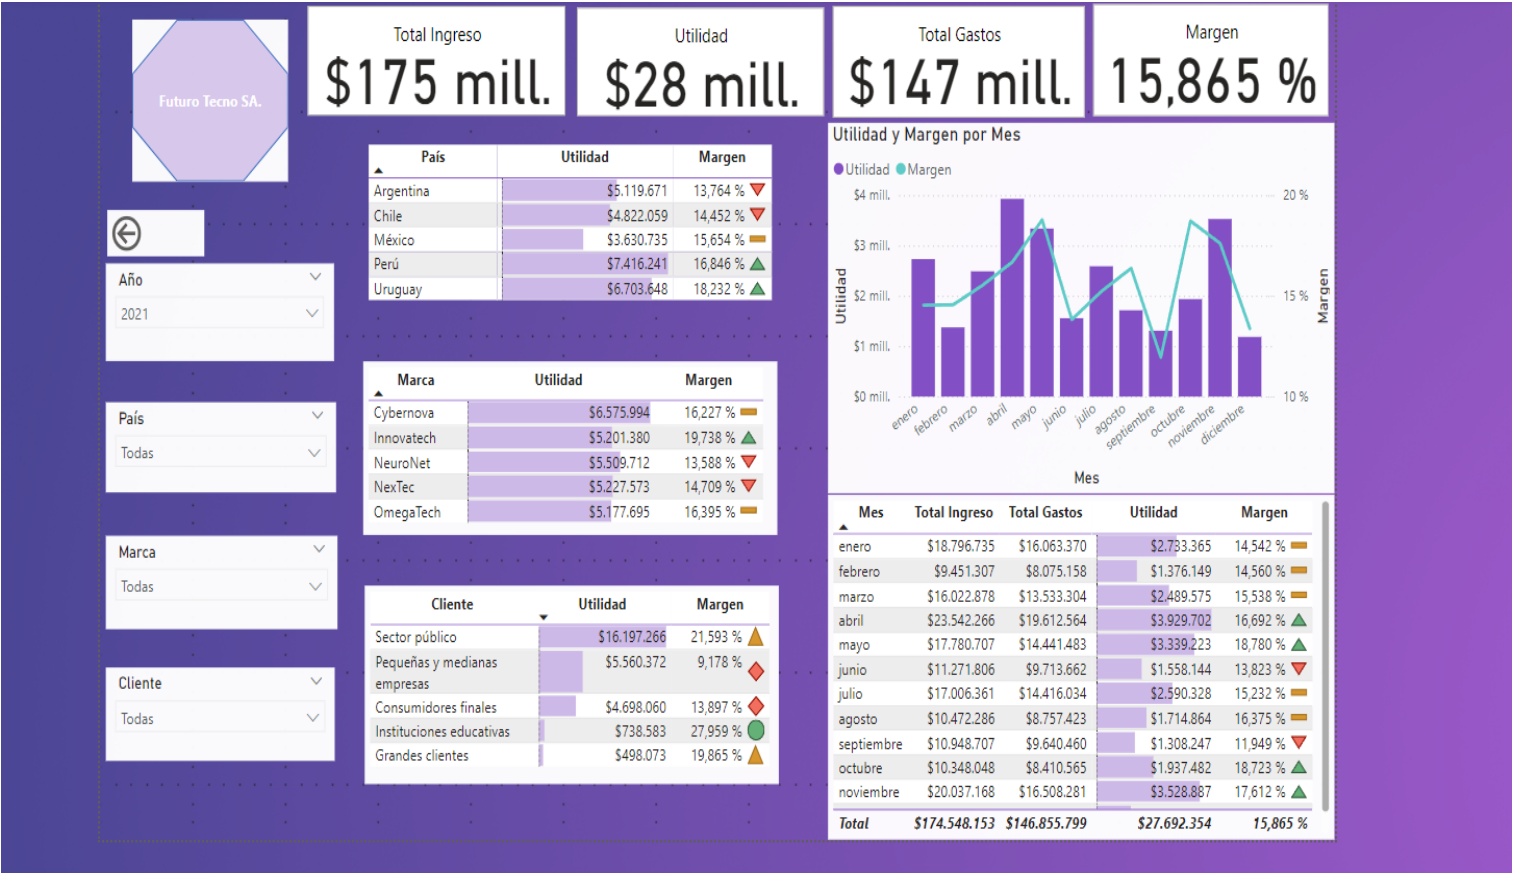 Futuro Tecno SA.
Total Ingreso
$175 mill.
Utilidad
$28 mill.
Total Gastos
$147 mill.
Margen
15,865 %
Año
2021
País
Todas
Marca
Todas
Cliente
Todas
País Utilidad Margen
Argentina $5.119.671 13,764 %
Chile $4.822.059 14,452 %
México $3.630.735 15,654 %
Perú $7.416.241 16,846 %
Uruguay $6.703.648 18,232 %
Marca Utilidad Margen
Cybernova $6.575.994 16,227 %
Innovatech $5.201.380 19,738 %
NeuroNet $5.509.712 13,588 %
NexTec $5.227.573 14,709 %
OmegaTech $5.177.695 16,395 %
Cliente Utilidad Margen
Sector público $16.197.266 21,593 %
Pequeñas y medianas $5.560.372 9,178 %
empresas
Consumidores finales $4.698.060 13,897 %
Instituciones educativas $738.583 27,959 %
Grandes clientes $498.073 19,865 %
Utilidad y Margen por Mes
Utilidad Margen
$4 mill. 20 %
$3 mill.
$2 mill. 15 %
$1 mill.
$0 mill. 10 %
Utilidad
Margen
enero febrero marzo abril mayo junio julio agosto septiembre octubre noviembre diciembre
Mes
Mes Total Ingreso Total Gastos Utilidad Margen
enero $18.796.735 $16.063.370 $2.733.365 14,542 %
febrero $9.451.307 $8.075.158 $1.376.149 14,560 %
marzo $16.022.878 $13.533.304 $2.489.575 15,538 %
abril $23.542.266 $19.612.564 $3.929.702 16,692 %
mayo $17.780.707 $14.441.483 $3.339.223 18,780 %
junio $11.271.806 $9.713.662 $1.558.144 13,823 %
julio $17.006.361 $14.416.034 $2.590.328 15,232 %
agosto $10.472.286 $8.757.423 $1.714.864 16,375 %
septiembre $10.948.707 $9.640.460 $1.308.247 11,949 %
octubre $10.348.048 $8.410.565 $1.937.482 18,723 %
noviembre $20.037.168 $16.508.281 $3.528.887 17,612 %
Total $174.548.153 $146.855.799 $27.692.354 15,865 %